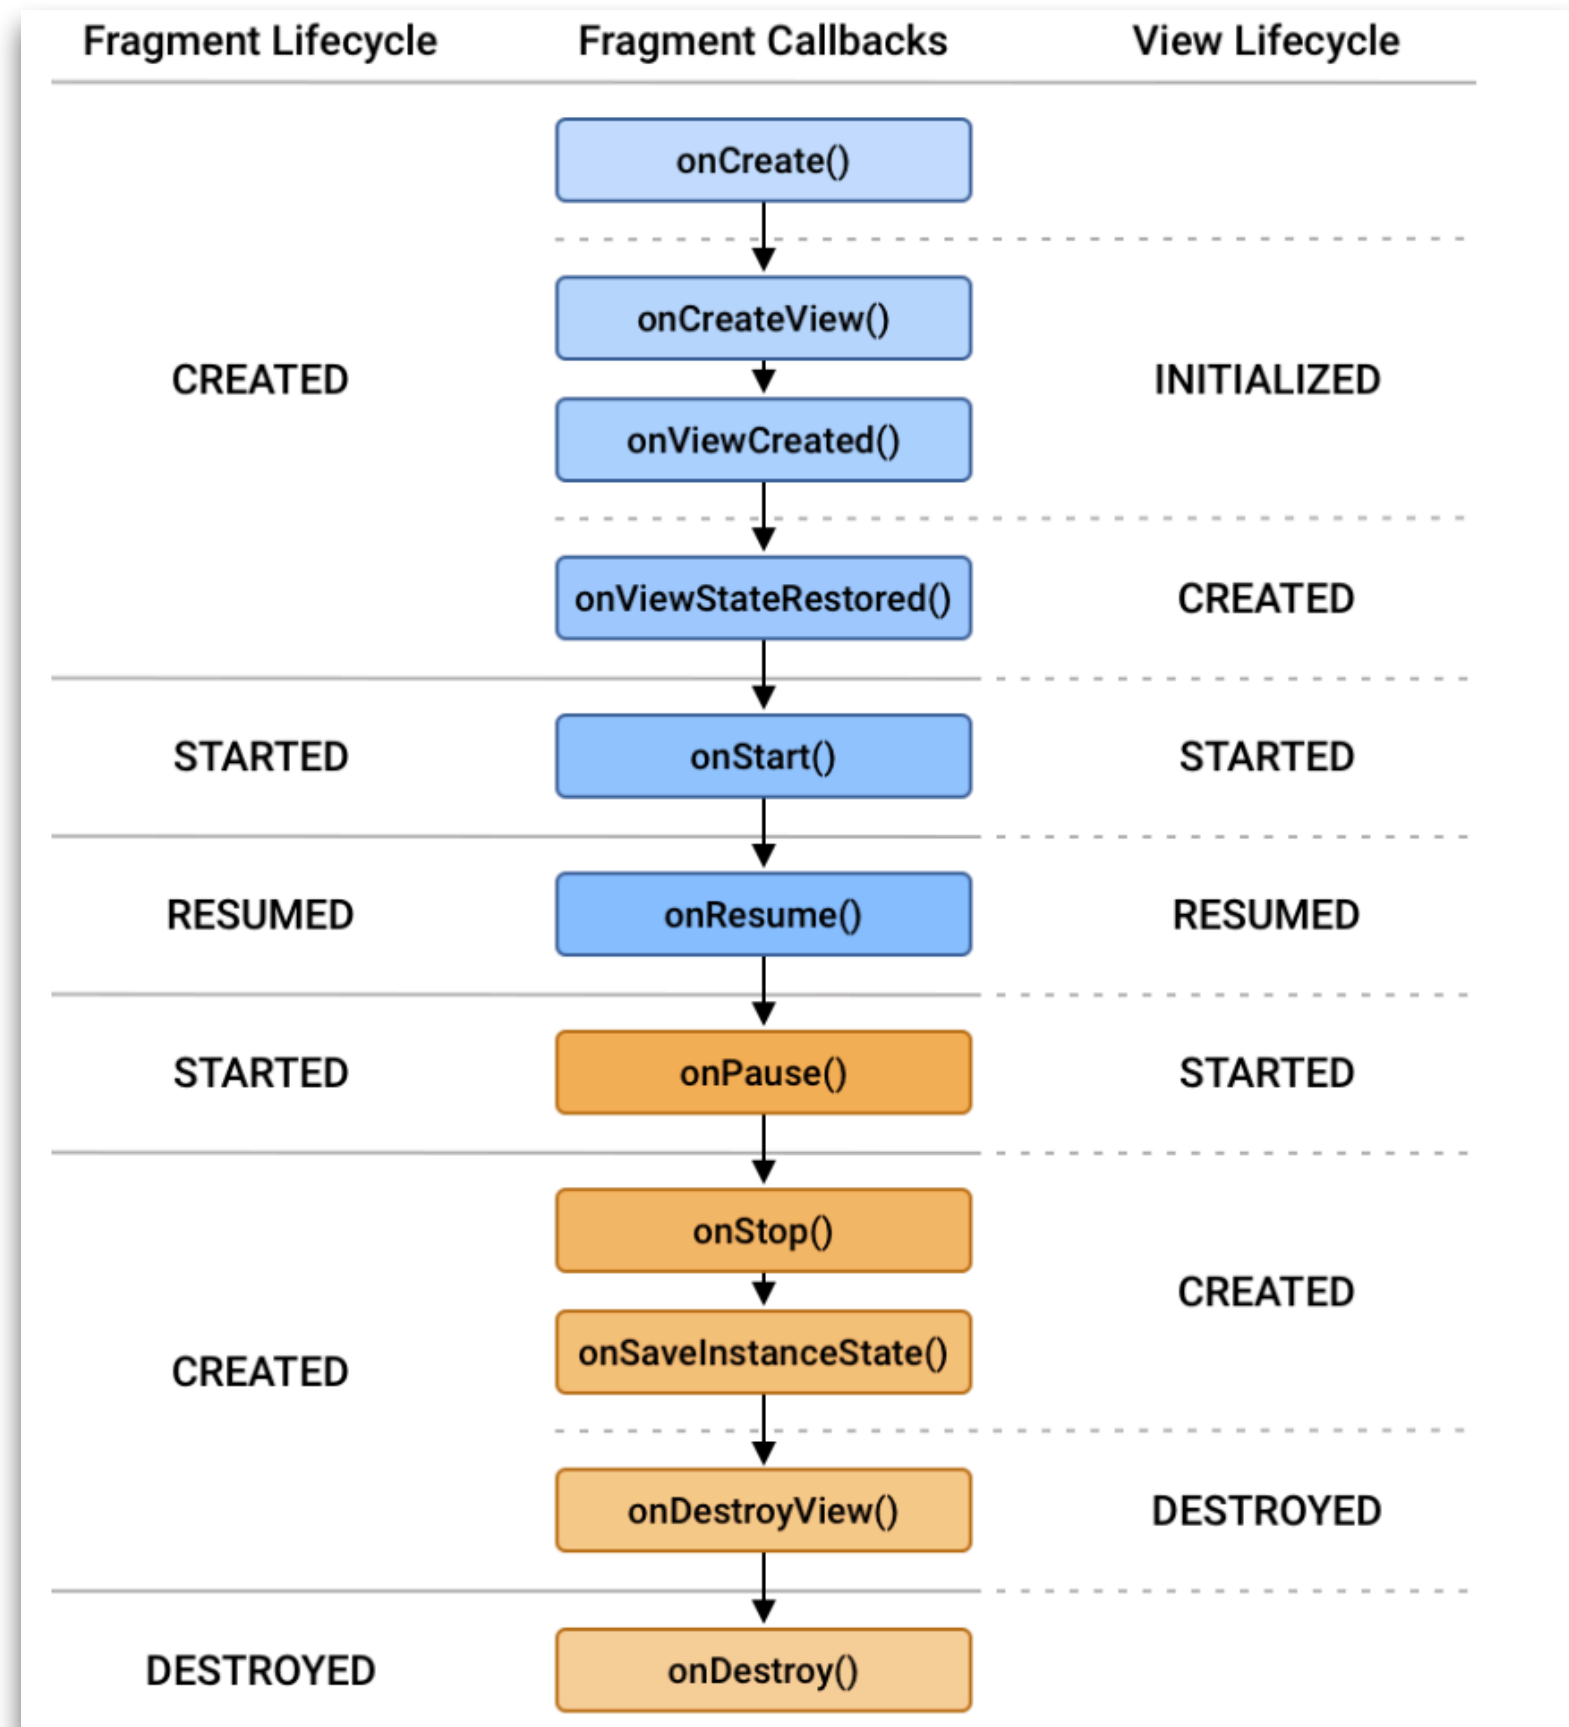 Fragment Lifecycle Fragment Callbacks View Lifecycle
onCreate()
onCreateView()
CREATED INITIALIZED
onViewCreated()
onViewStateRestored() CREATED
STARTED onStart() STARTED
RESUMED onResume() RESUMED
STARTED onPause() STARTED
onStop()
CREATED
onSaveInstanceState()
CREATED
onDestroyView() DESTROYED
DESTROYED onDestroy()